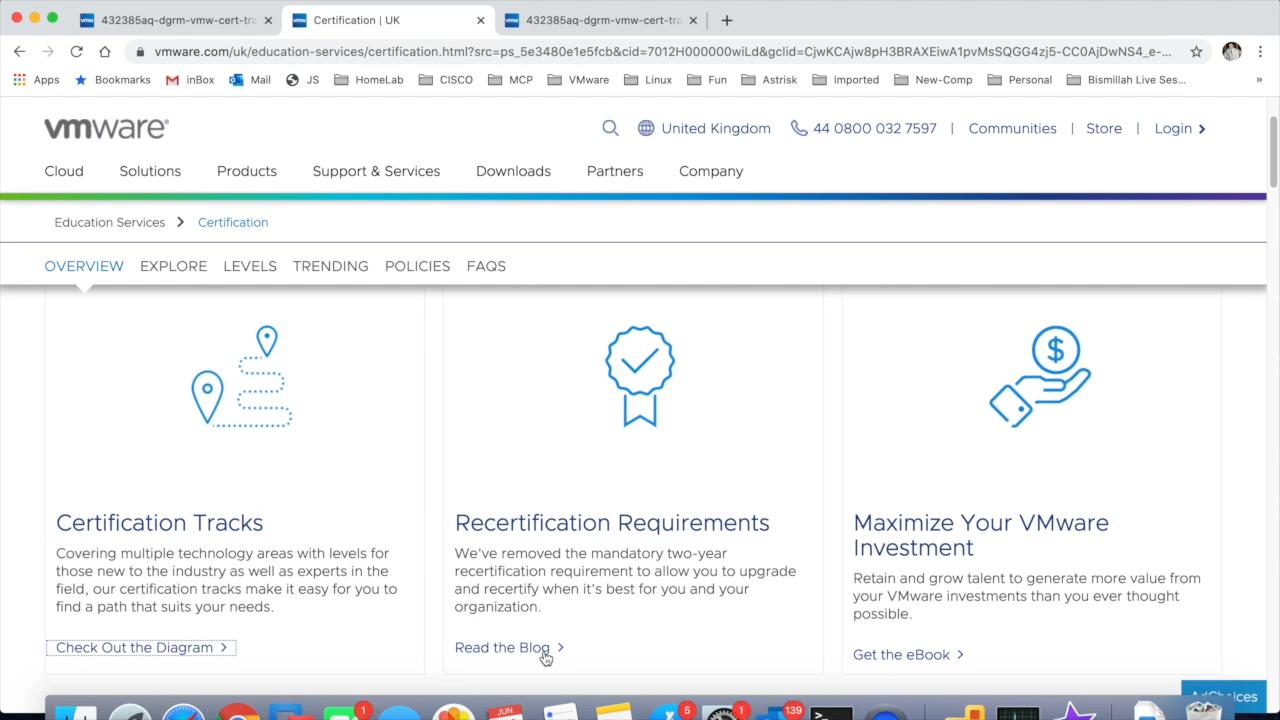 432385aq-dgrm-vmw-cert-tra
Certification | UK
432385aq-dgrm-vmw-cert-tra
vmware.com/uk/education-services/certification.html?src=ps_5e3480e1e5fcb&cid=7012H000000wiLd&gclid=CjwKCAjw8pH3BRAXEiwA1pvMsSQGG4zj5-CC0AjDwNS4_e-...
Apps Bookmarks inBox Mail JS HomeLab CISCO MCP VMware Linux Fun Astrisk Imported New-Comp Personal Bismillah Live Ses... »
vmware®
United Kingdom 44 0800 032 7597 | Communities | Store | Login
Cloud Solutions Products Support & Services Downloads Partners Company
Education Services Certification
OVERVIEW EXPLORE LEVELS TRENDING POLICIES FAQS
$
Certification Tracks
Covering multiple technology areas with levels for
those new to the industry as well as experts in the
field, our certification tracks make it easy for you to
find a path that suits your needs.
Check Out the Diagram
Recertification Requirements
We've removed the mandatory two-year
recertification requirement to allow you to upgrade
and recertify when it's best for you and your
organization.
Read the Blog
Maximize Your VMware
Investment
Retain and grow talent to generate more value from
your VMware investments than you ever thought
possible.
Get the eBook
AdChoices
1
JUN
5
1
139